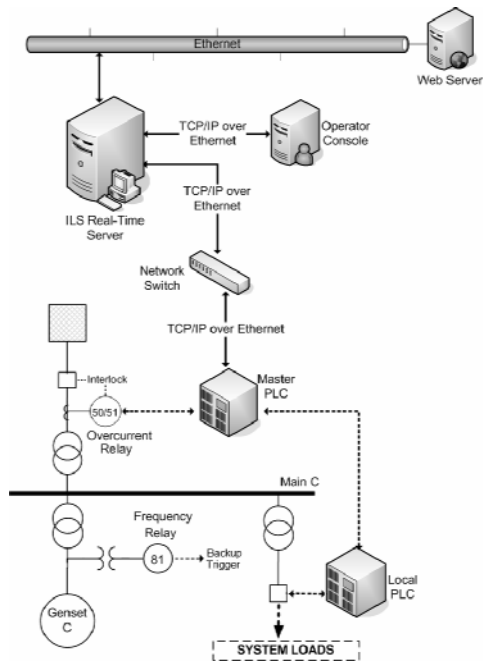 Ethernet
Web Server
TCP/IP over
Ethernet
Operator
Console
TCP/IP over
Ethernet
ILS Real-Time
Server
Network
Switch
TCP/IP over Ethernet
Interlock
50/51
Overcurrent
Relay
Master
PLC
Main C
Frequency
Relay
81
Backup
Trigger
Genset
C
Local
PLC
SYSTEM LOADS